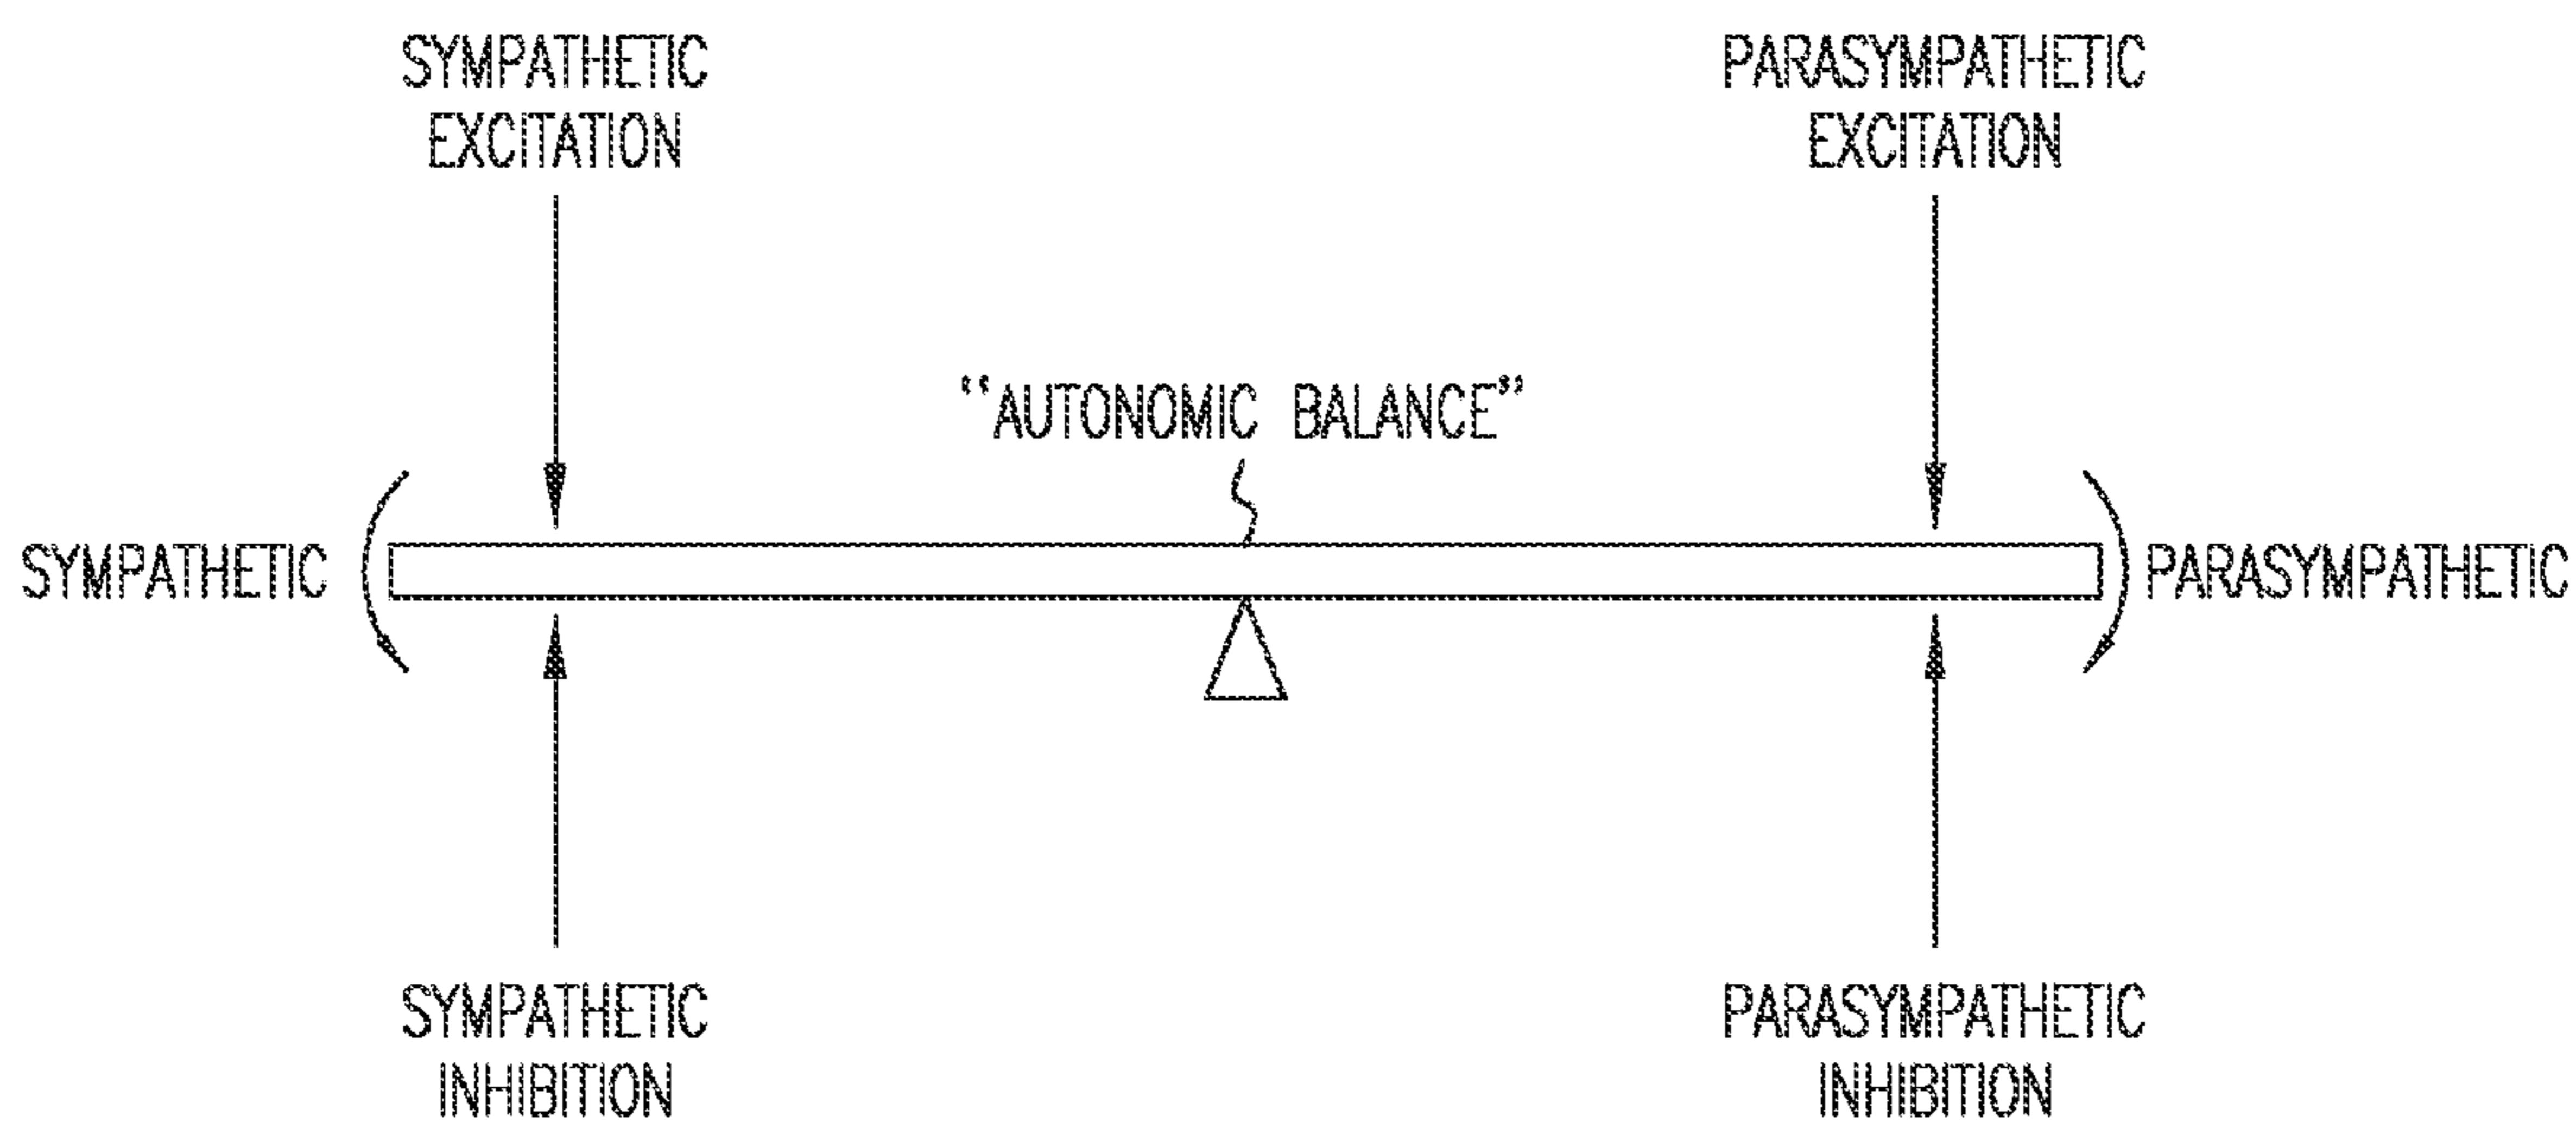 SYMPATHETIC
EXCITATION
PARASYMPATHETIC
EXCITATION
“AUTONOMIC BALANCE”
SYMPATHETIC
PARASYMPATHETIC
SYMPATHETIC
INHIBITION
PARASYMPATHETIC
INHIBITION